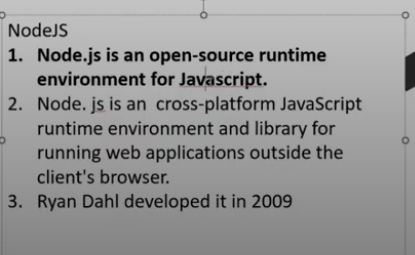 NodeJS
1. Node.js is an open-source runtime
environment for Javascript.
2. Node. js is an cross-platform JavaScript
runtime environment and library for
running web applications outside the
client's browser.
3. Ryan Dahl developed it in 2009